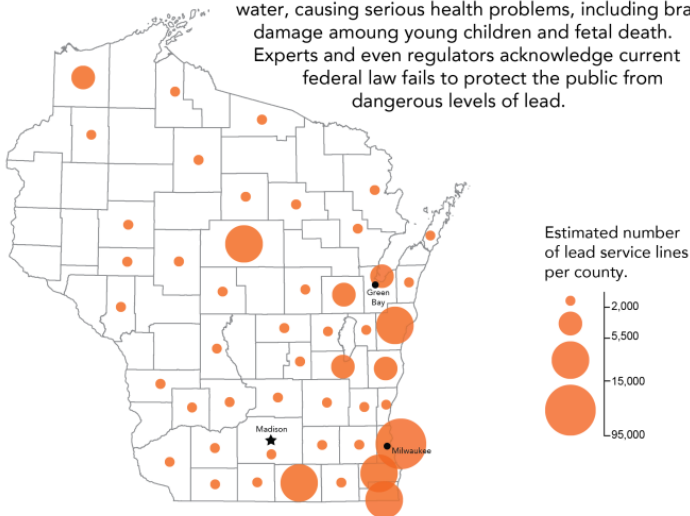 water, causing serious health problems, including
damage amoung young children and fetal death.
Experts and even regulators acknowledge current
federal law fails to protect the public from
dangerous levels of lead.
Estimated number
of lead service lines
per county.
2,000
5,500
15,000
95,000
Green
Bay
Madison
Milwaukee